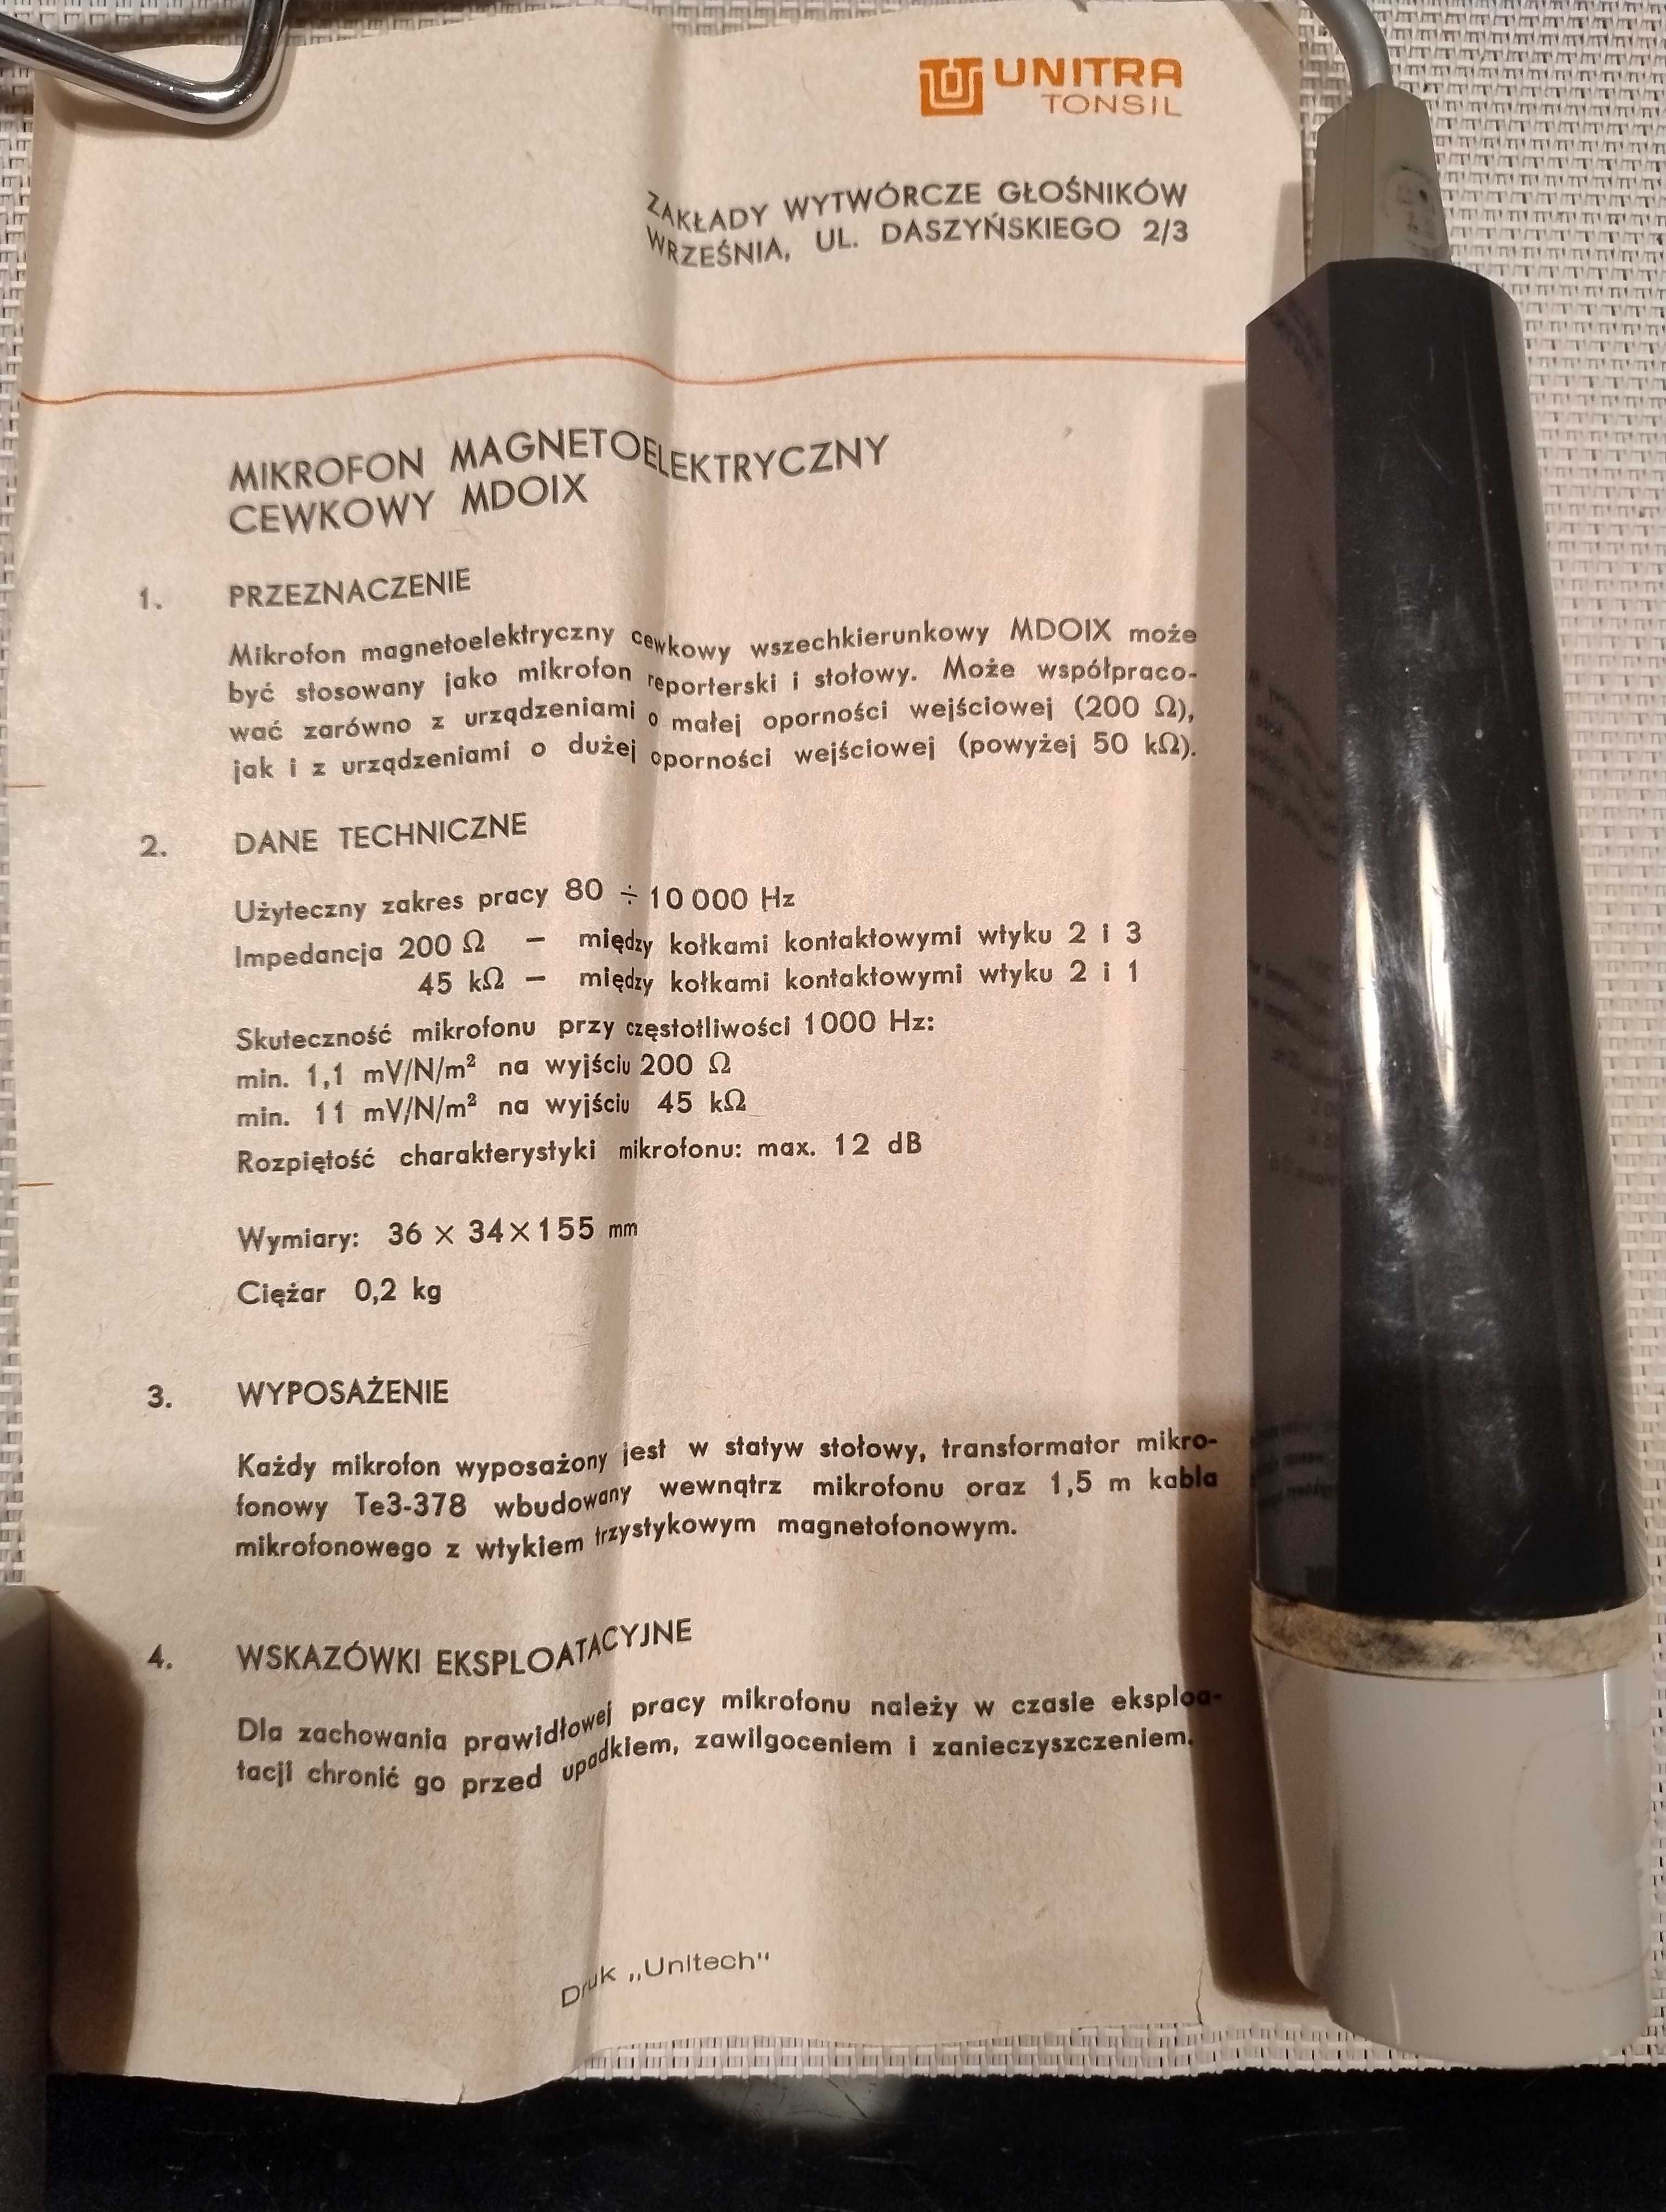 UNITRA
TONSIL
ZAKŁADY WYTWÓRCZE GŁOŚNIKÓW
WRZEŚNIA, UL. DASZYŃSKIEGO 2/3
MIKROFON MAGNETOELEKTRYCZNY
CEWKOWY MDOIX
1. PRZEZNACZENIE
Mikrofon magnetoelektryczny cewkowy wszechkierunkowy MDOIX może
być stosowany jako mikrofon reporterski i stołowy. Może współpraco-
wać zarówno z urządzeniami o małej oporności wejściowej (200 Ω),
jak i z urządzeniami o dużej oporności wejściowej (powyżej 50 kΩ).
2. DANE TECHNICZNE
Użyteczny zakres pracy 80 ÷ 10 000 Hz
Impedancja 200 Ω — między kołkami kontaktowymi wtyku 2 i 3
45 kΩ — między kołkami kontaktowymi wtyku 2 i 1
Skuteczność mikrofonu przy częstotliwości 1000 Hz:
min. 1,1 mV/N/m² na wyjściu 200 Ω
min. 11 mV/N/m² na wyjściu 45 kΩ
Rozpiętość charakterystyki mikrofonu: max. 12 dB
Wymiary: 36 × 34 × 155 mm
Ciężar 0,2 kg
3. WYPOSAŻENIE
Każdy mikrofon wyposażony jest w statyw stołowy, transformator mikro-
fonowy Te3-378 wbudowany wewnątrz mikrofonu oraz 1,5 m kabla
mikrofonowego z wtykiem trzystykowym magnetofonowym.
4. WSKAZÓWKI EKSPLOATACYJNE
Dla zachowania prawidłowej pracy mikrofonu należy w czasie eksploa-
tacji chronić go przed upadkiem, zawilgoceniem i zanieczyszczeniem.
Druk „Unitech"